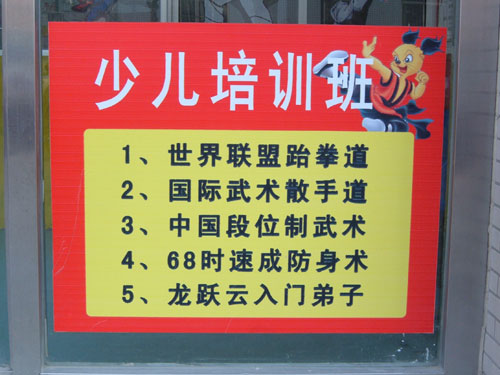 少儿培训班
1、世界联盟跆拳道
2、国际武术散手道
3、中国段位制武术
4、68时速成防身术
5、龙跃云入门弟子